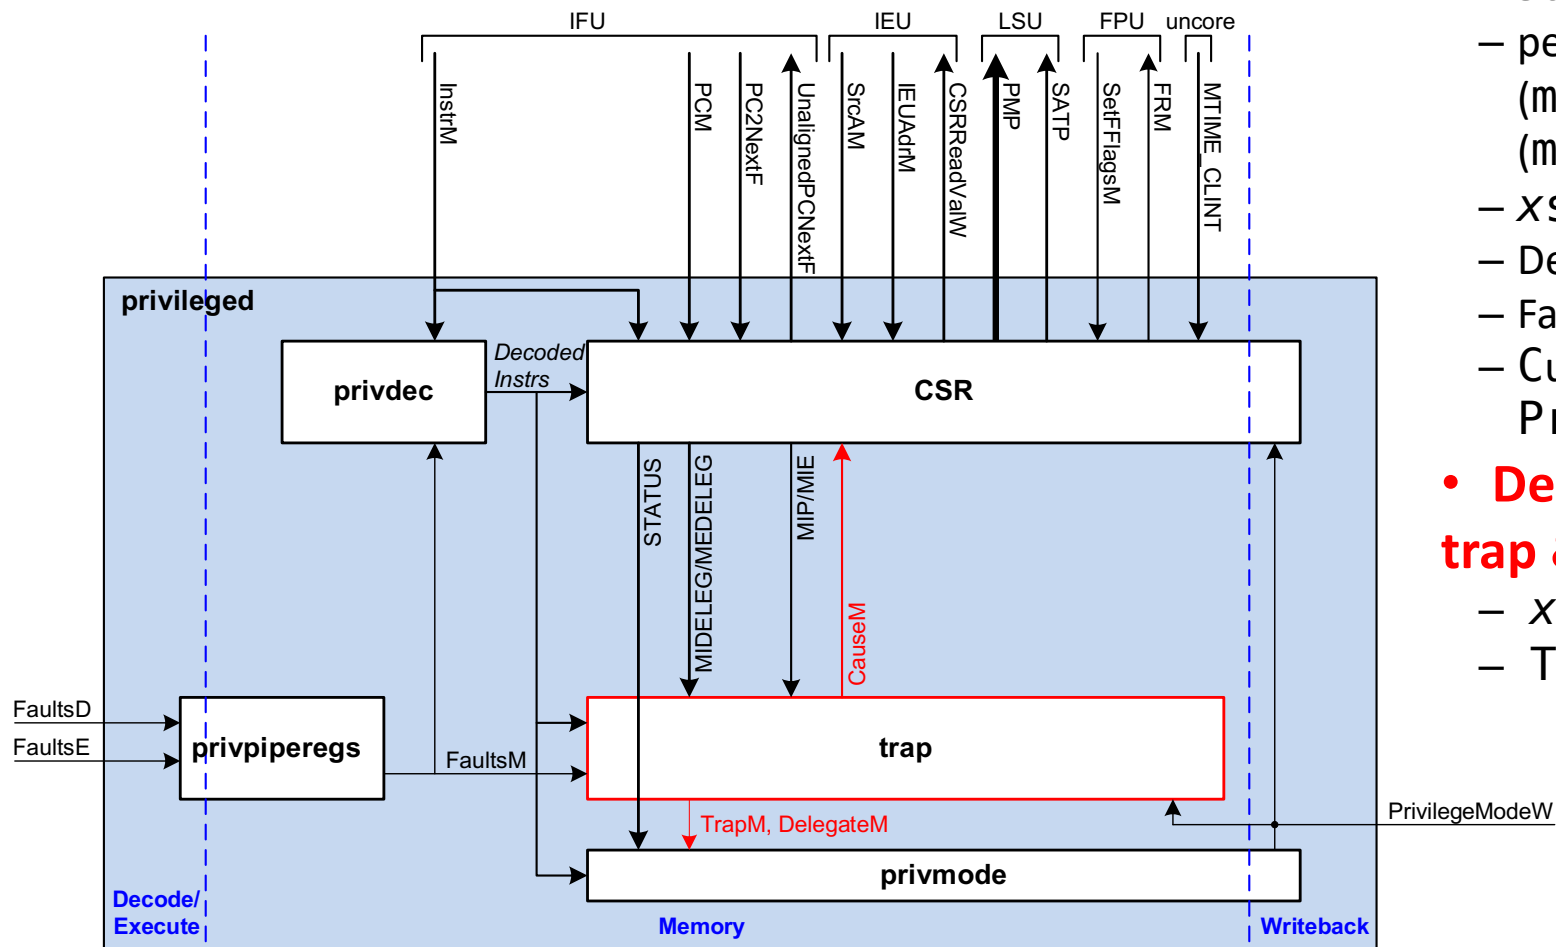 IFU
IEU
LSU
FPU
uncore
InstrM
PCM
PC2NextF
UnalignedPCNextF
SrcAM
IEUAdrM
CSRReadValW
PMP
SATP
SetFFlagsM
FRM
MTIME_CLINT
privileged
privdec
Decoded
Instrs
CSR
STATUS
MIDELEG/MEDELEG
MIP/MIE
CauseM
FaultsD
FaultsE
privpiperegs
FaultsM
trap
TrapM, DelegateM
PrivilegeModeW
privmode
Decode/
Execute
Memory
Writeback
– pe
(m
(m
– xs
– De
– Fa
– Cu
Pr
• De
trap
– x
– T